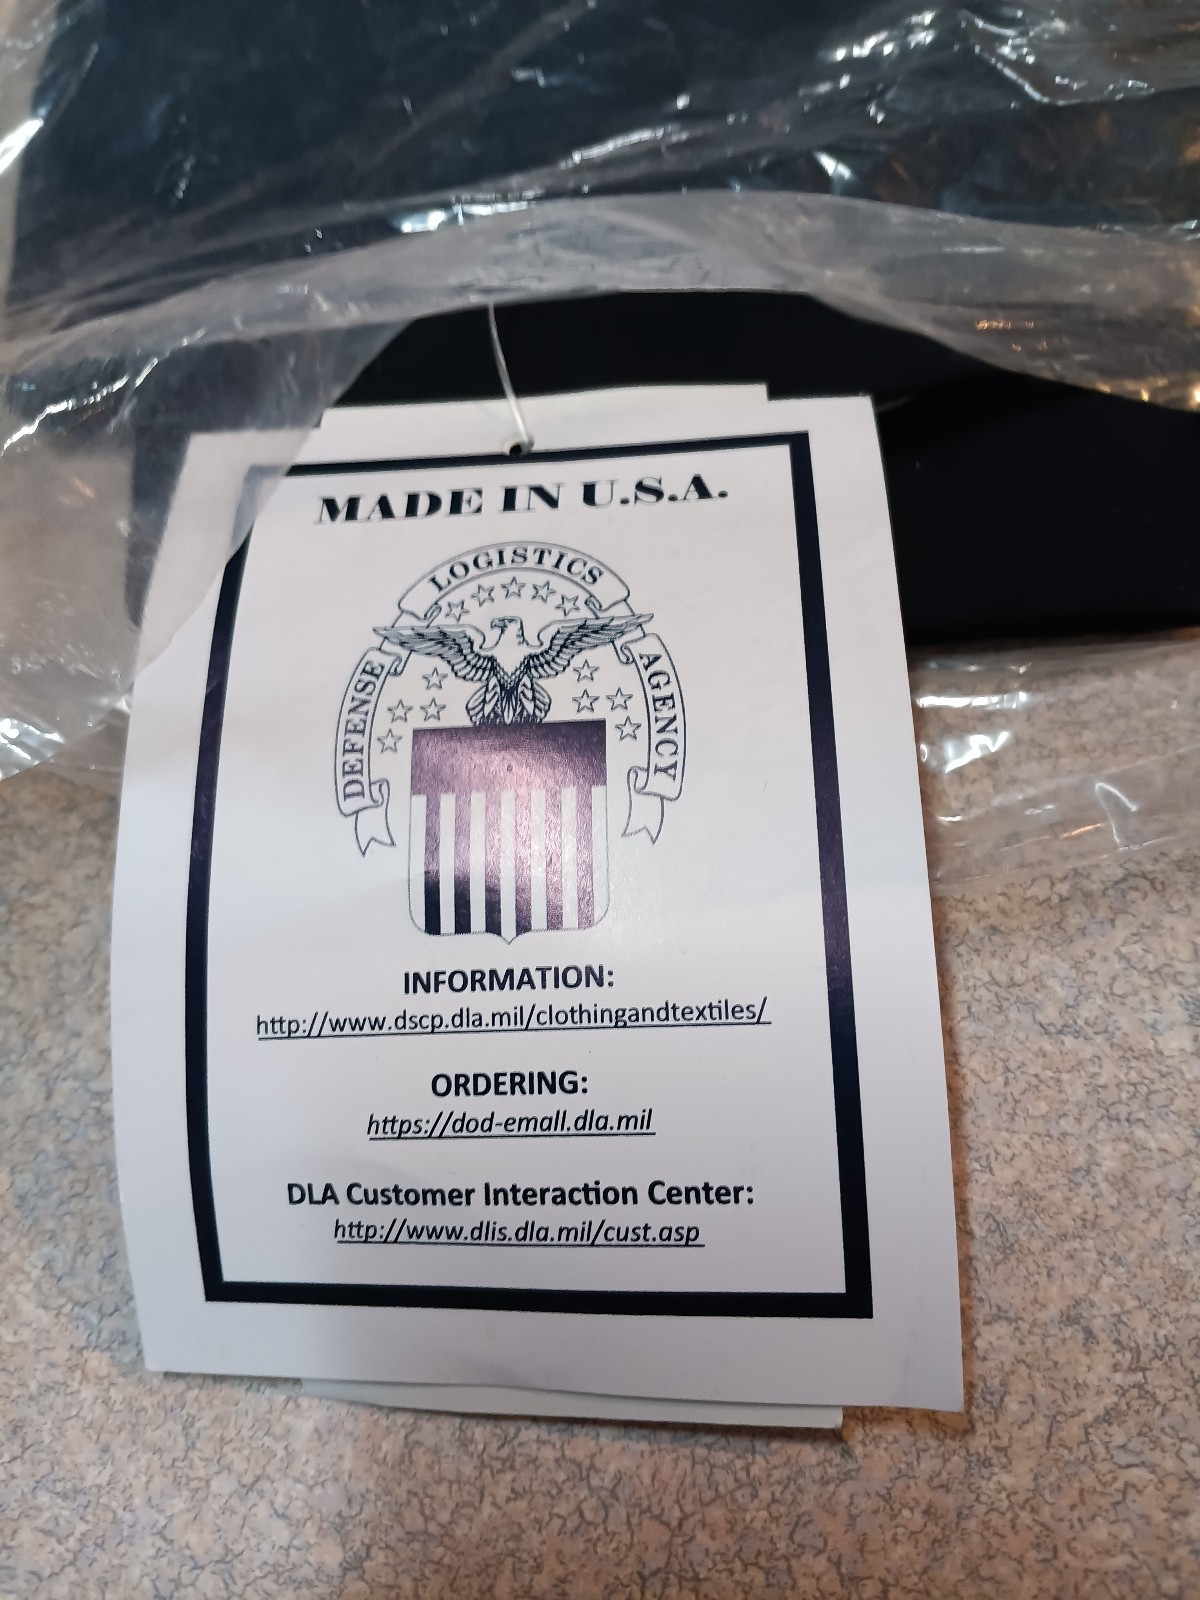 MADE IN U.S.A.
DEFENSE LOGISTICS AGENCY
INFORMATION:
http://www.dscp.dla.mil/clothingandtextiles/
ORDERING:
https://dod-emall.dla.mil
DLA Customer Interaction Center:
http://www.dlis.dla.mil/cust.asp